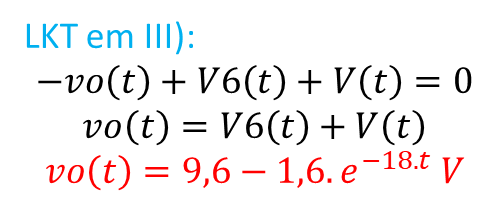 LKT em III):
−vo(t) + V6(t) + V(t) = 0
vo(t) = V6(t) + V(t)
vo(t) = 9,6 − 1,6. e^{−18.t} V